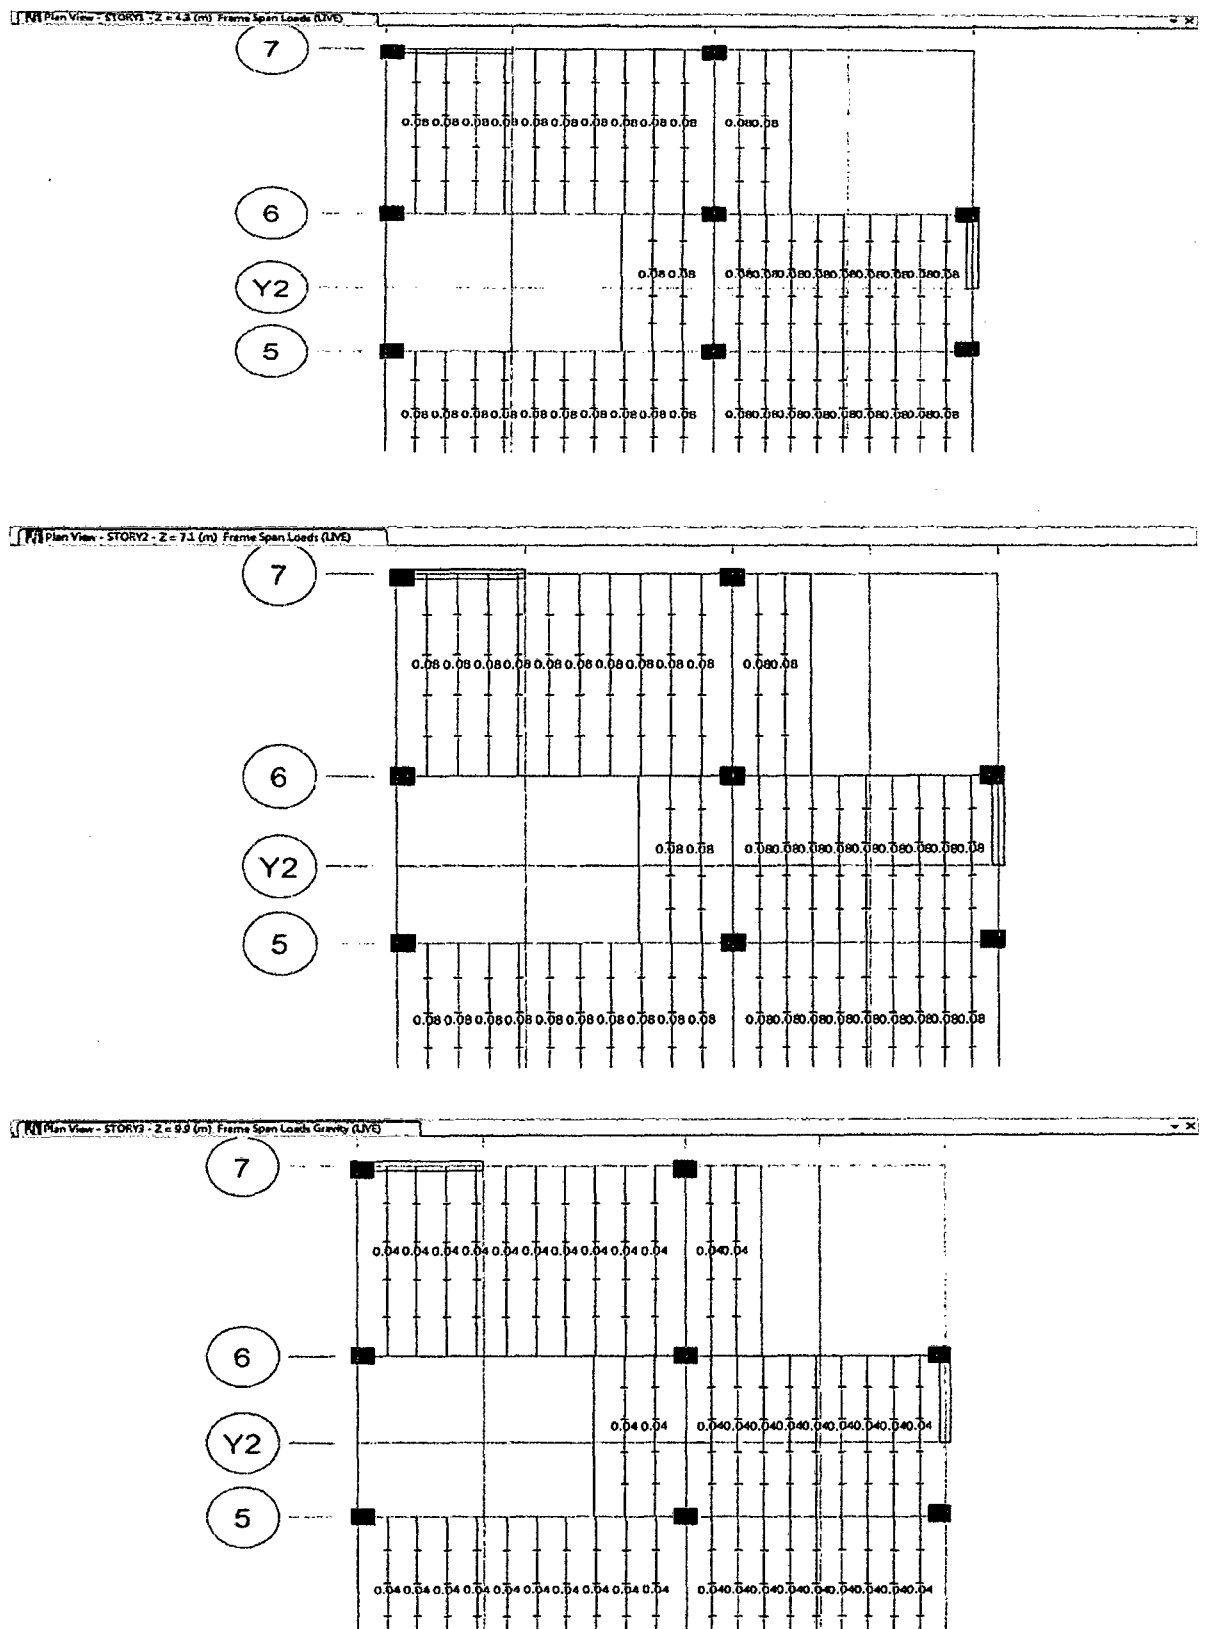 Plan View - STORY1 - Z = 4.3 (m) Frame Span Loads (LIVE)
7
0.08 0.08 0.08 0.08 0.08 0.08 0.08 0.08 0.08 0.08 0.08 0.08
6
0.08 0.08 0.08 0.08 0.08 0.08 0.08 0.08 0.08 0.08 0.08
Y2
5
0.08 0.08 0.08 0.08 0.08 0.08 0.08 0.08 0.08 0.08 0.08 0.08 0.08 0.08 0.08 0.08 0.08 0.08 0.08
Plan View - STORY2 - Z = 7.1 (m) Frame Span Loads (LIVE)
7
0.08 0.08 0.08 0.08 0.08 0.08 0.08 0.08 0.08 0.08 0.08 0.08
6
0.08 0.08 0.08 0.08 0.08 0.08 0.08 0.08 0.08 0.08 0.08
Y2
5
0.08 0.08 0.08 0.08 0.08 0.08 0.08 0.08 0.08 0.08 0.08 0.08 0.08 0.08 0.08 0.08 0.08 0.08 0.08
Plan View - STORY3 - Z = 9.9 (m) Frame Span Loads Gravity (LIVE)
7
0.04 0.04 0.04 0.04 0.04 0.04 0.04 0.04 0.04 0.04 0.04 0.04
6
0.04 0.04 0.04 0.04 0.04 0.04 0.04 0.04 0.04 0.04 0.04
Y2
5
0.04 0.04 0.04 0.04 0.04 0.04 0.04 0.04 0.04 0.04 0.04 0.04 0.04 0.04 0.04 0.04 0.04 0.04 0.04